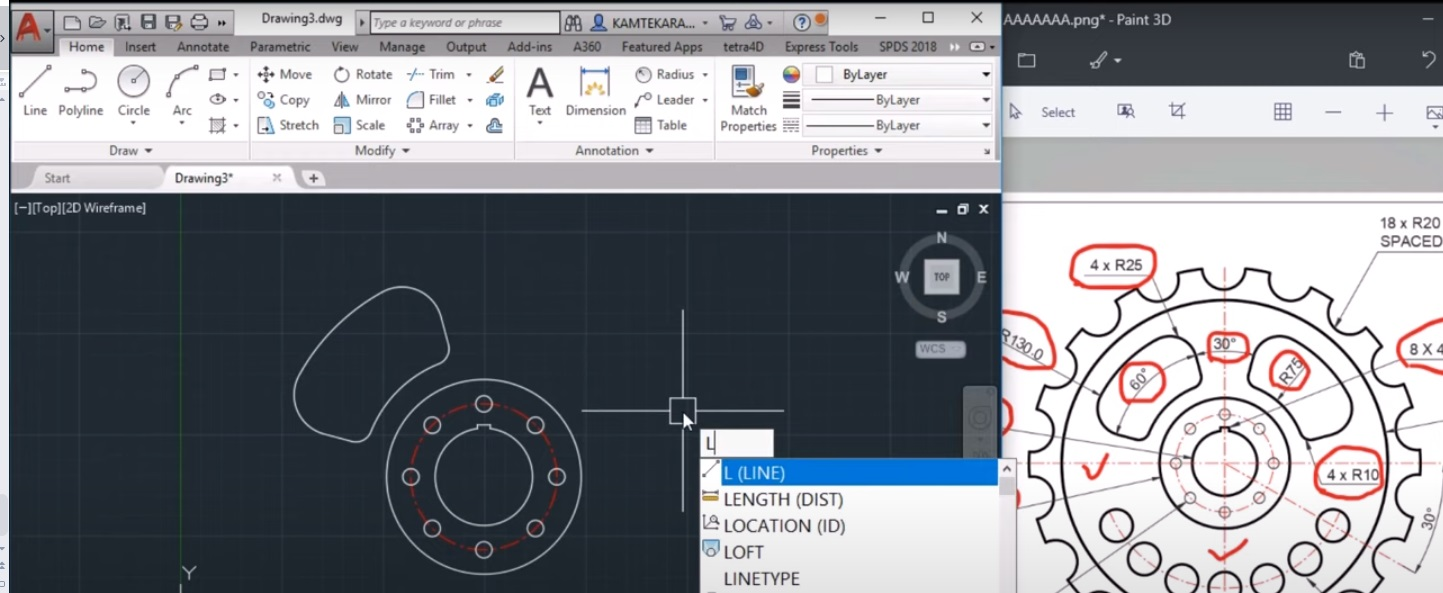 Drawing3.dwg
Type a keyword or phrase
KAMTEKARA...
Home Insert Annotate Parametric View Manage Output Add-ins A360 Featured Apps tetra4D Express Tools SPDS 2018
Line Polyline Circle Arc
Move Rotate Trim
Copy Mirror Fillet
Stretch Scale Array
Text Dimension
Radius
Leader
Table
Match
Properties
ByLayer
ByLayer
ByLayer
Draw Modify Annotation Properties
Start Drawing3*
[−][Top][2D Wireframe]
N
W TOP E
S
WCS
L
L (LINE)
LENGTH (DIST)
LOCATION (ID)
LOFT
LINETYPE
Y
AAAAAAA.png* - Paint 3D
Select
18 x R20
SPACED
4 x R25
R130.0
30°
8 X 4
60°
R75
4 x R10
30°